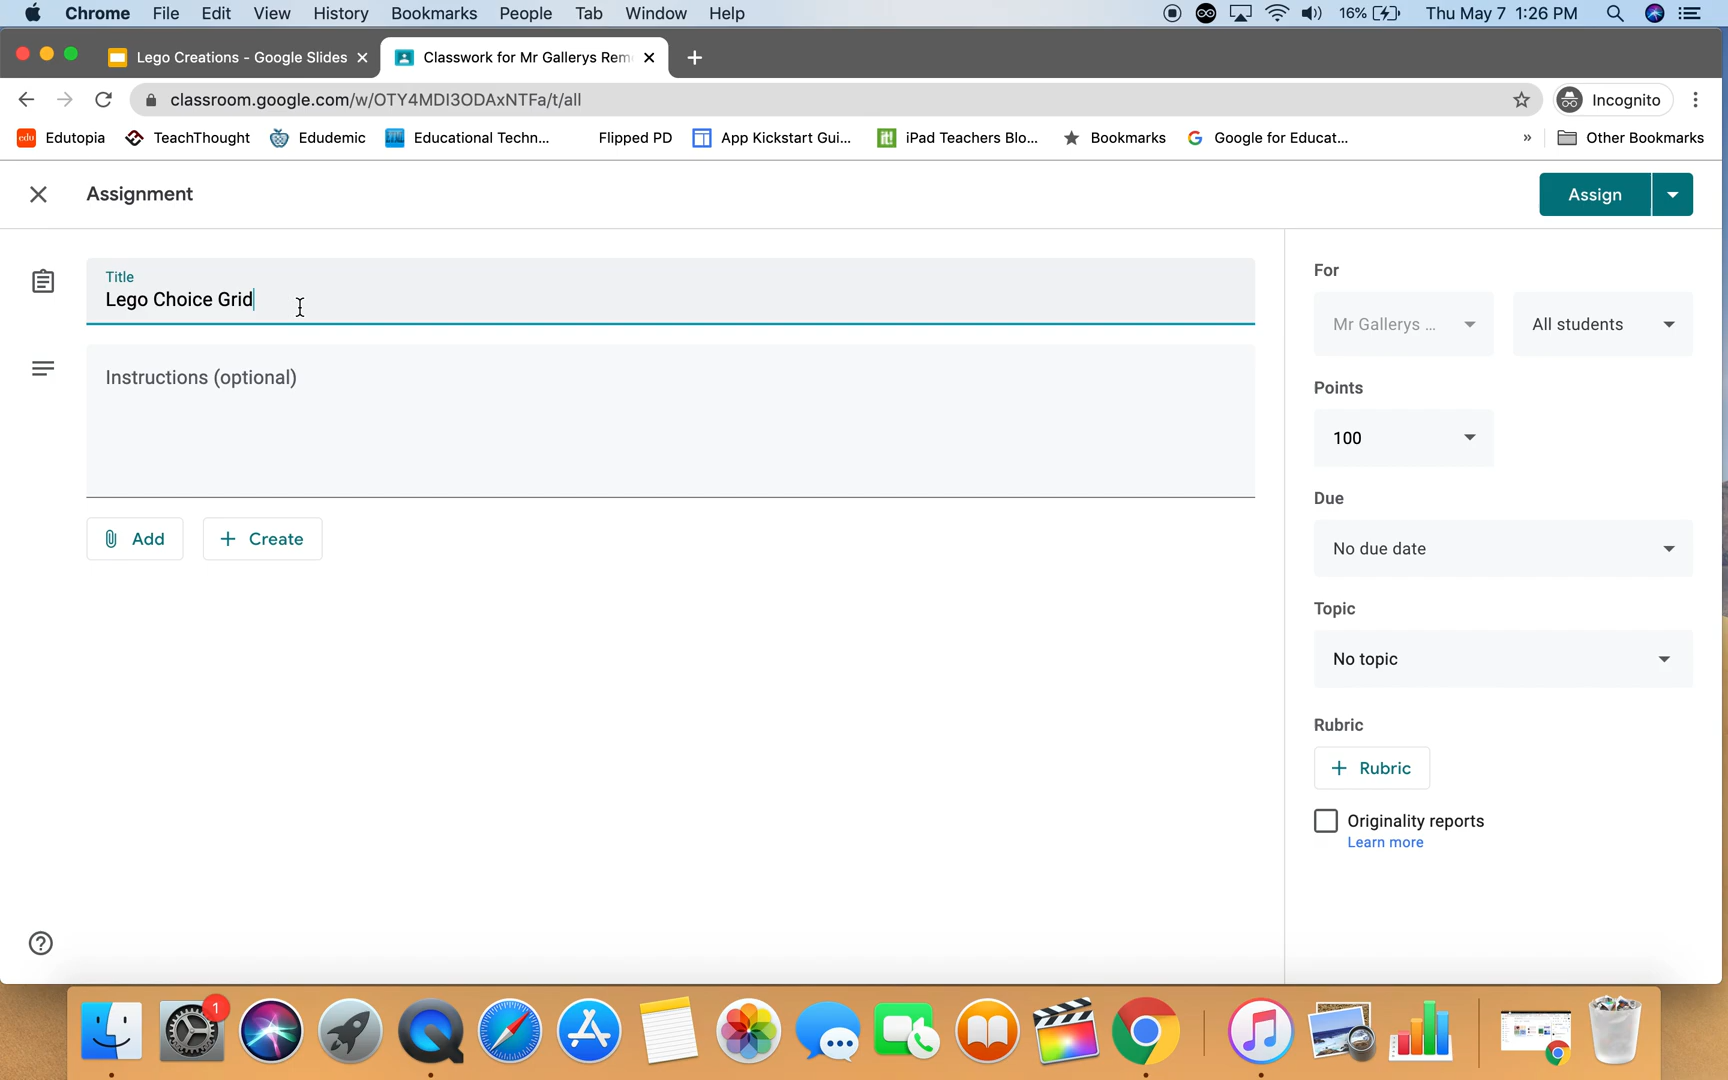 Chrome File Edit View History Bookmarks People Tab Window Help 16% Thu May 7 1:26 PM
Lego Creations - Google Slides Classwork for Mr Gallerys Rem
classroom.google.com/w/OTY4MDI3ODAxNTFa/t/all Incognito
edu Edutopia TeachThought Edudemic Educational Techn... Flipped PD App Kickstart Gui... it! iPad Teachers Blo... Bookmarks Google for Educat... » Other Bookmarks
Assignment Assign
Title
Lego Choice Grid
Instructions (optional)
Add + Create
For
Mr Gallerys ... All students
Points
100
Due
No due date
Topic
No topic
Rubric
+ Rubric
Originality reports
Learn more
1